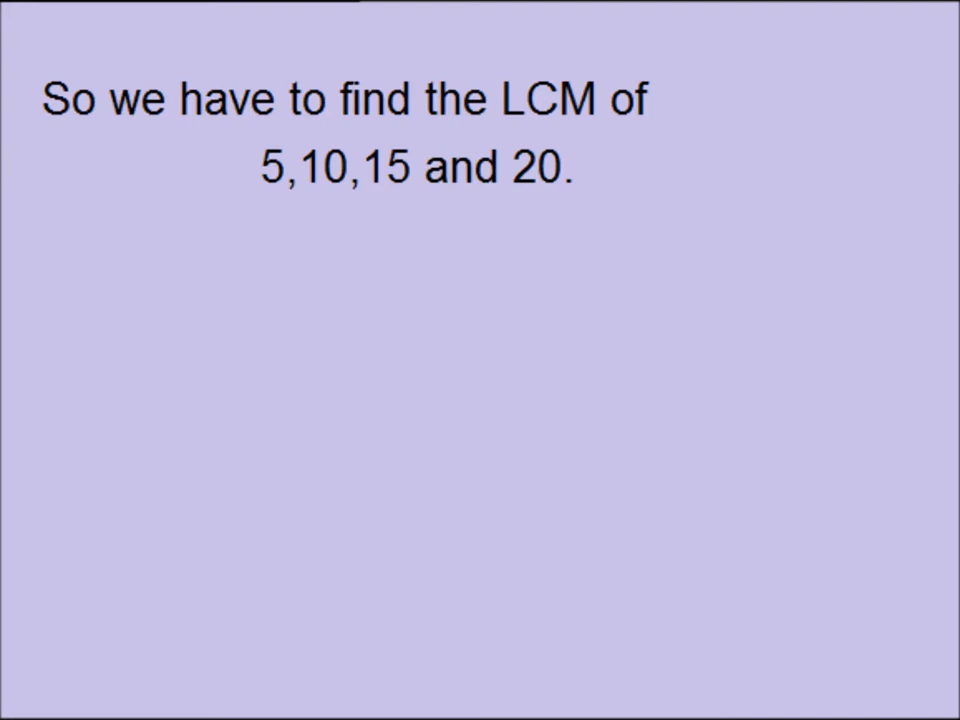 So we have to find the LCM of
5,10,15 and 20.